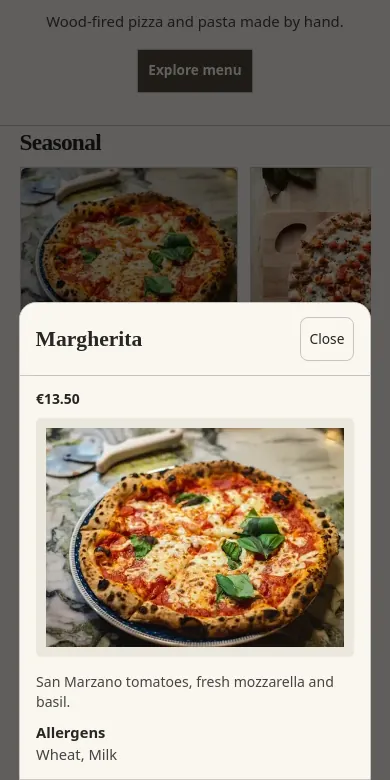 Wood-fired pizza and pasta made by hand.
Explore menu
Seasonal
Margherita
Close
€13.50
San Marzano tomatoes, fresh mozzarella and
basil.
Allergens
Wheat, Milk